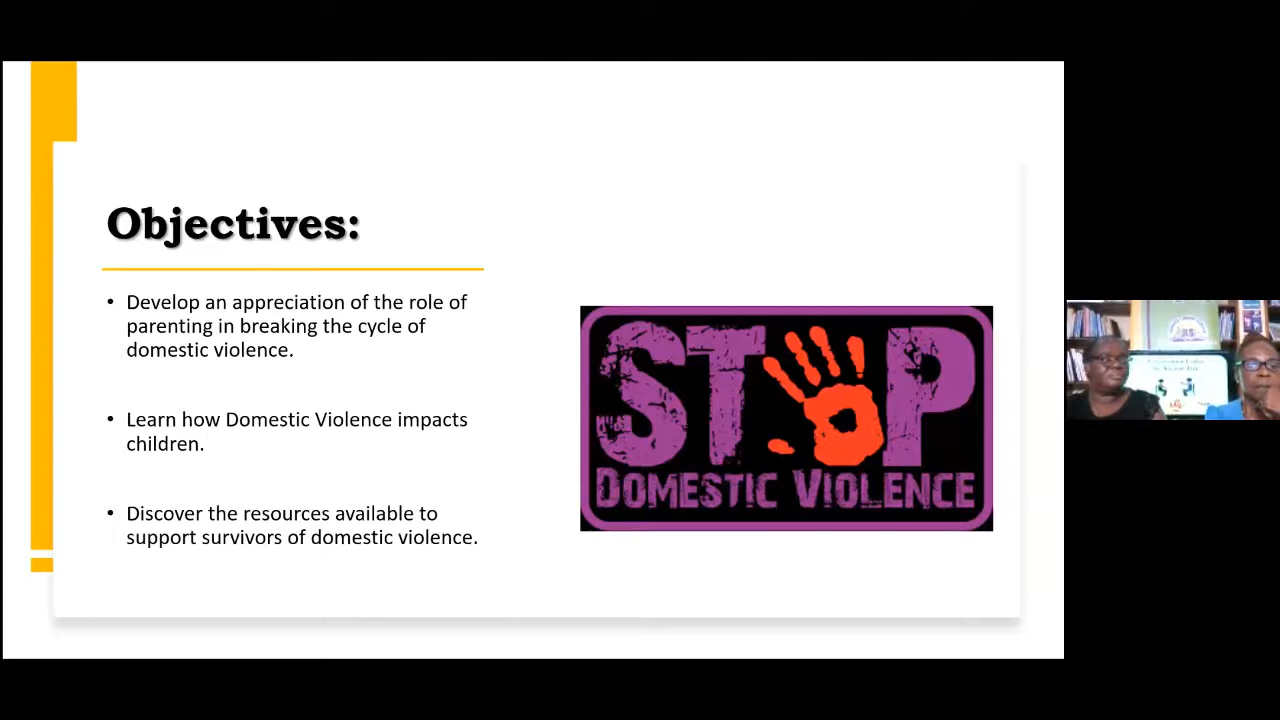 Objectives:
• Develop an appreciation of the role of
parenting in breaking the cycle of
domestic violence.
• Learn how Domestic Violence impacts
children.
• Discover the resources available to
support survivors of domestic violence.
STOP
DOMESTIC VIOLENCE